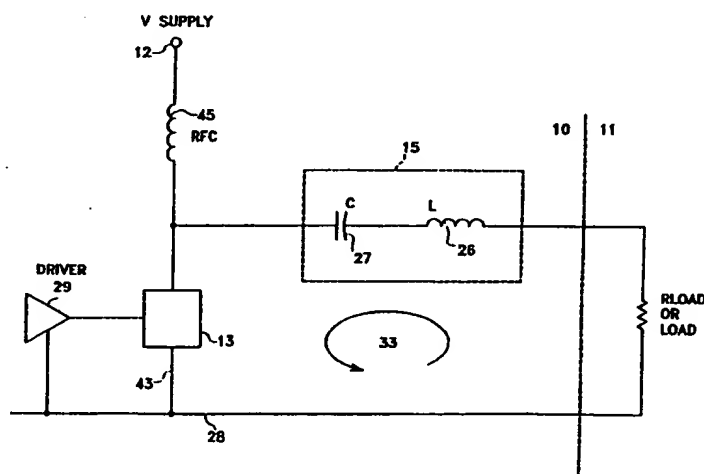 V SUPPLY
12
45
RFC
10 11
15
C L
27 26
DRIVER
29
13
33
RLOAD
OR
LOAD
43
28